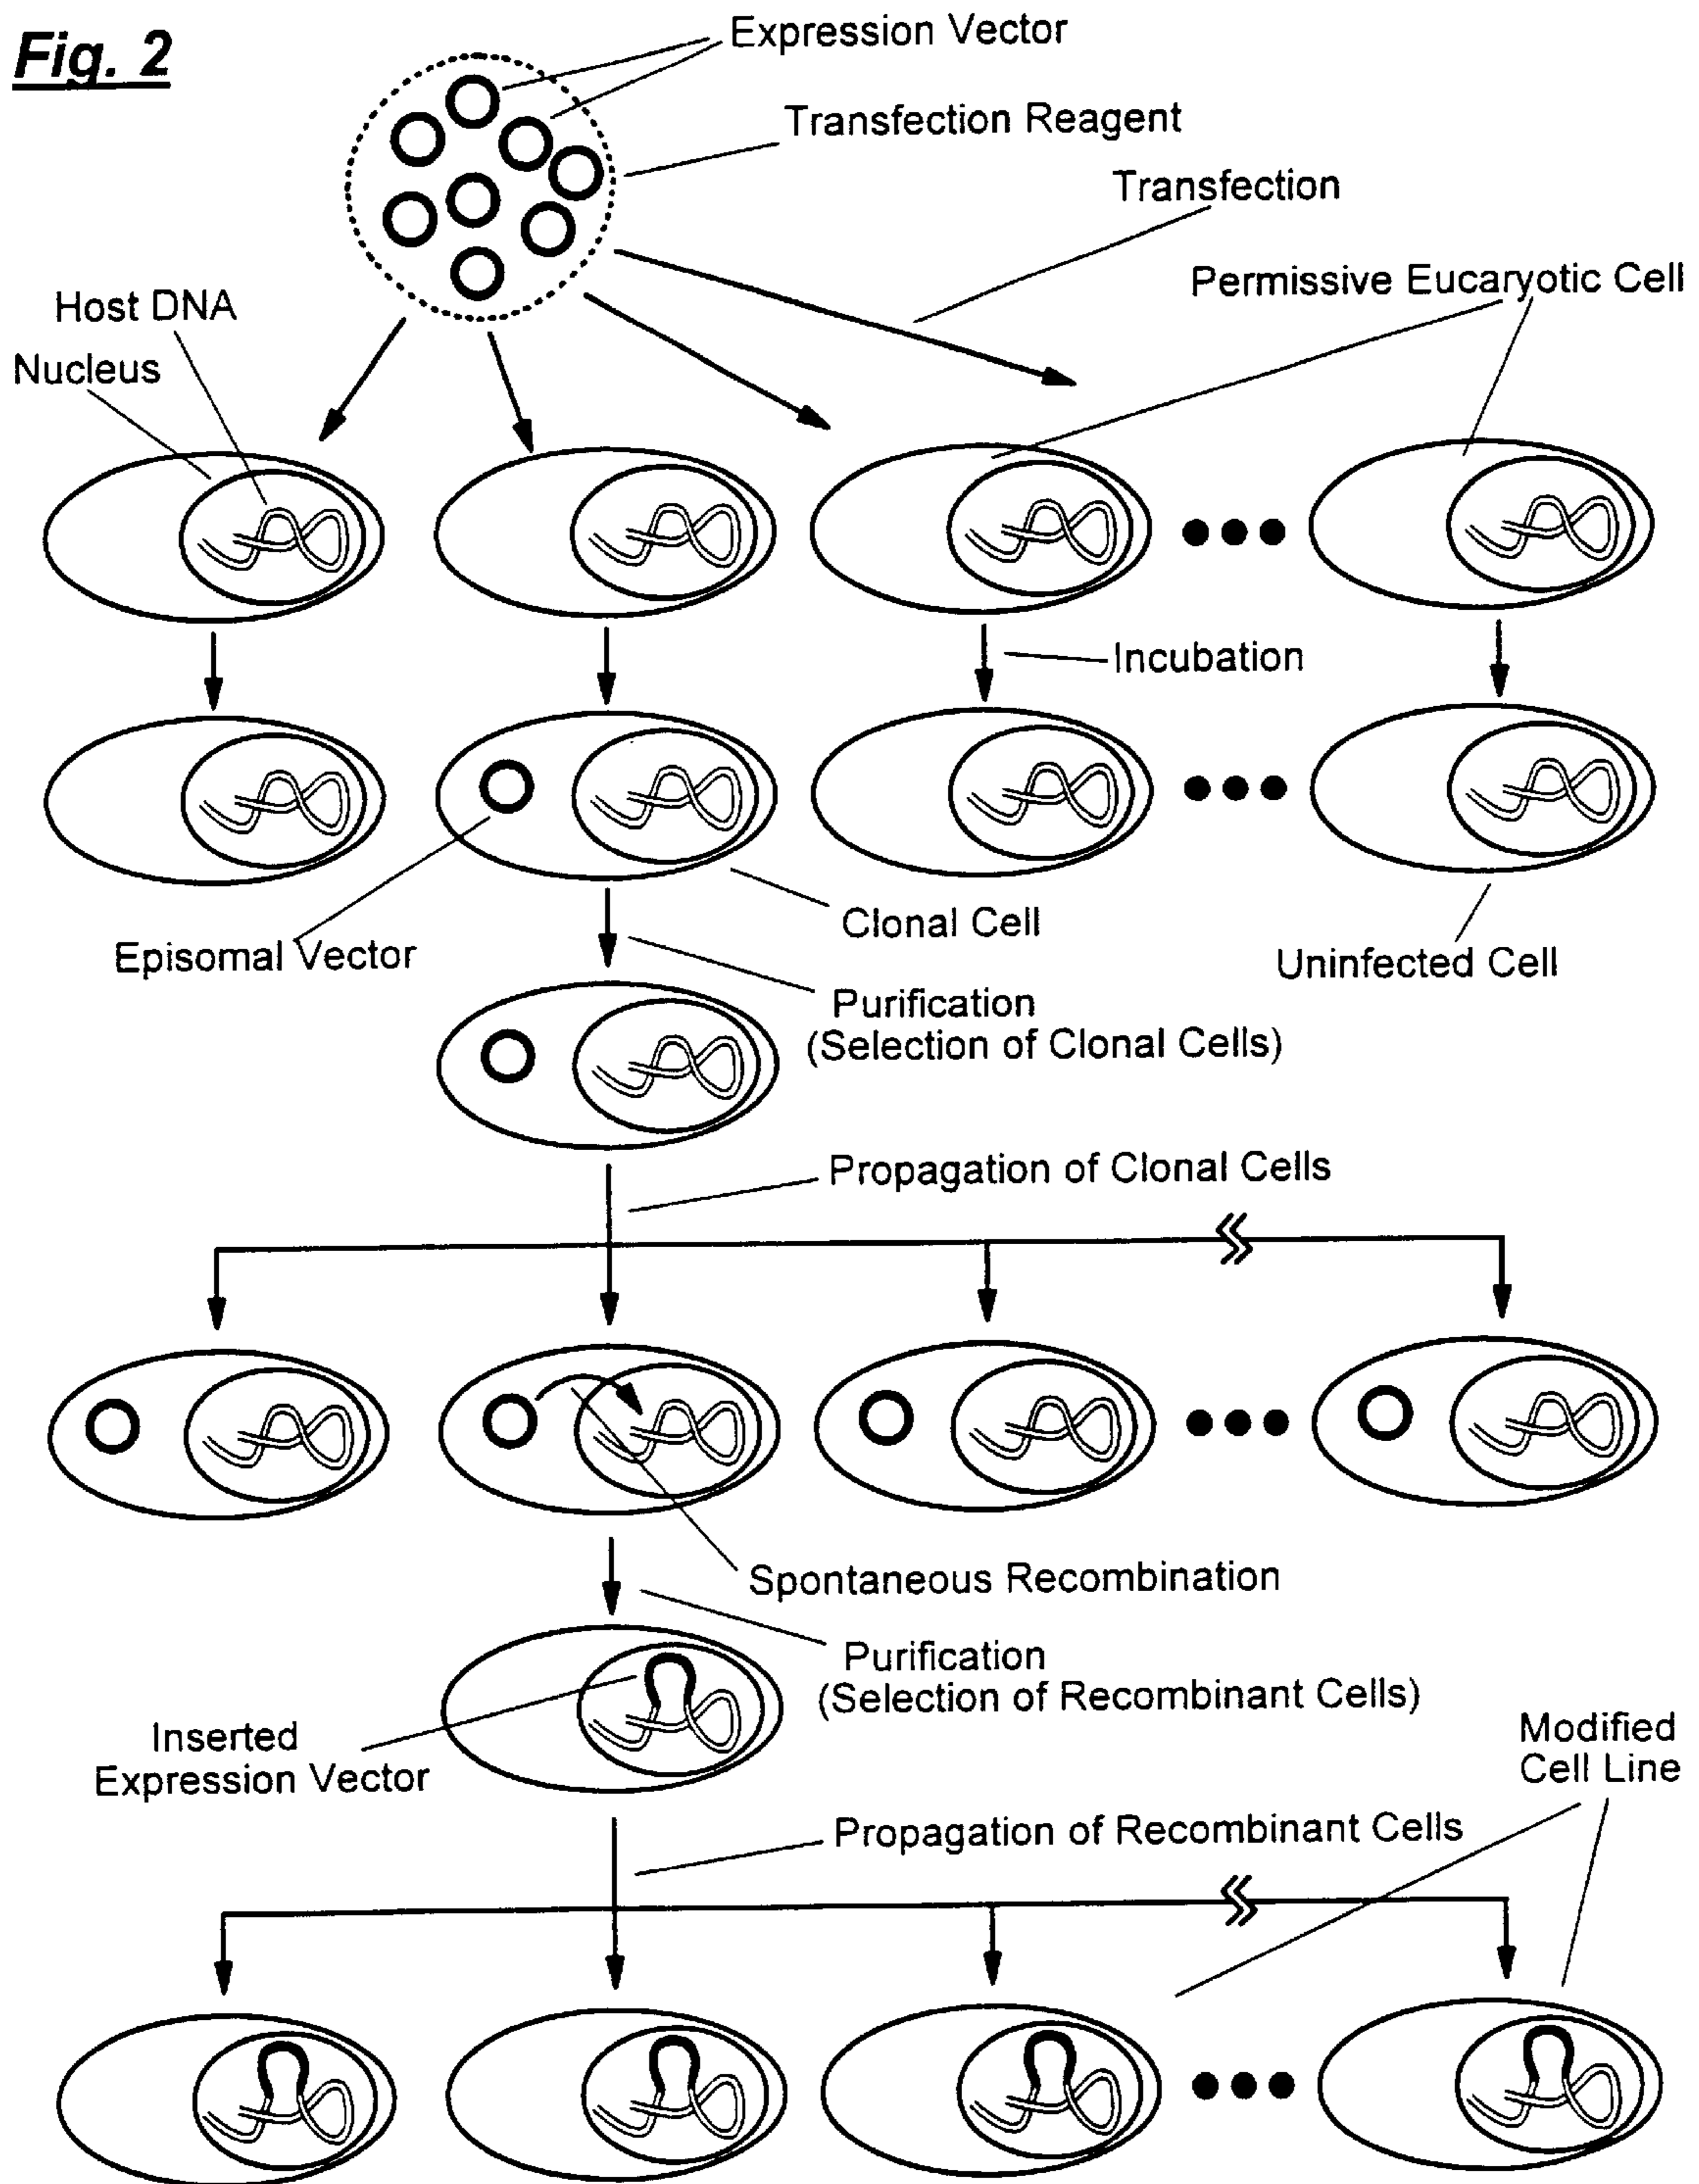 Fig. 2
Expression Vector
Transfection Reagent
Transfection
Permissive Eucaryotic Cell
Host DNA
Nucleus
Incubation
Clonal Cell
Episomal Vector
Uninfected Cell
Purification
(Selection of Clonal Cells)
Propagation of Clonal Cells
Spontaneous Recombination
Purification
(Selection of Recombinant Cells)
Inserted
Expression Vector
Modified
Cell Line
Propagation of Recombinant Cells